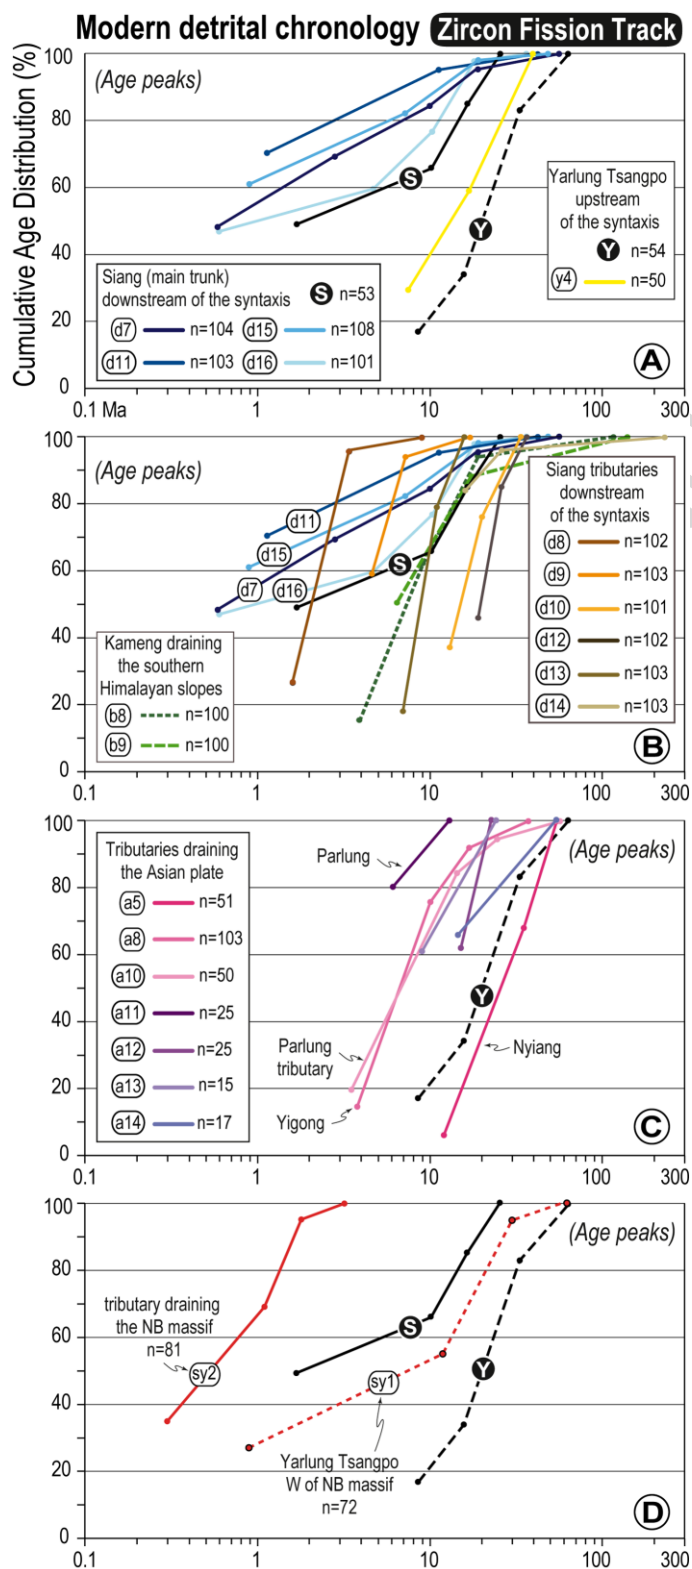 Modern detrital chronology Zircon Fission Track
Cumulative Age Distribution (%)
100
80
60
40
20
0
(Age peaks)
S
Y
Yarlung Tsangpo
upstream
of the syntaxis
Y n=54
y4 n=50
Siang (main trunk)
downstream of the syntaxis
S n=53
d7 n=104 d15 n=108
d11 n=103 d16 n=101
A
0.1 Ma 1 10 100 300
100
80
60
40
20
0
(Age peaks)
d11
d15
d7 d16
S
Siang tributaries
downstream
of the syntaxis
d8 n=102
d9 n=103
d10 n=101
d12 n=102
d13 n=103
d14 n=103
Kameng draining
the southern
Himalayan slopes
b8 n=100
b9 n=100
B
0.1 1 10 100 300
100
80
60
40
20
0
(Age peaks)
Tributaries draining
the Asian plate
a5 n=51
a8 n=103
a10 n=50
a11 n=25
a12 n=25
a13 n=15
a14 n=17
Parlung
Y
Parlung
tributary
Nyiang
Yigong
C
0.1 1 10 100 300
100
80
60
40
20
0
(Age peaks)
tributary draining
the NB massif
n=81
sy2
S
sy1
Y
Yarlung Tsangpo
W of NB massif
n=72
D
0.1 1 10 100 300